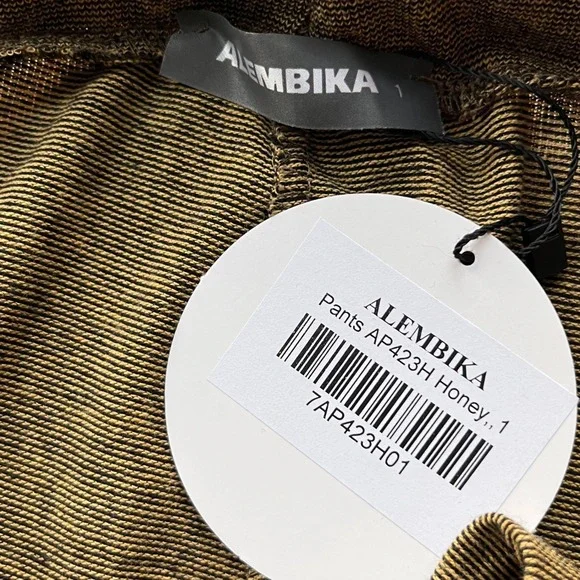 ALEMBIKA 1
ALEMBIKA
Pants AP423H Honey,, 1
7AP423H01